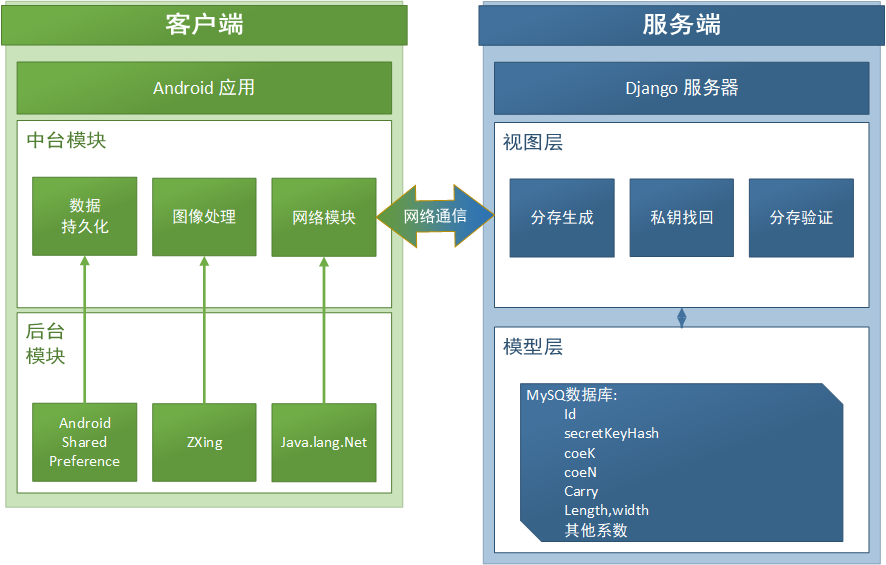 客户端
Android 应用
中台模块
数据
持久化
图像处理
网络模块
后台
模块
Android
Shared
Preference
ZXing
Java.lang.Net
网络通信
服务端
Django 服务器
视图层
分存生成
私钥找回
分存验证
模型层
MySQ数据库:
Id
secretKeyHash
coeK
coeN
Carry
Length,width
其他系数